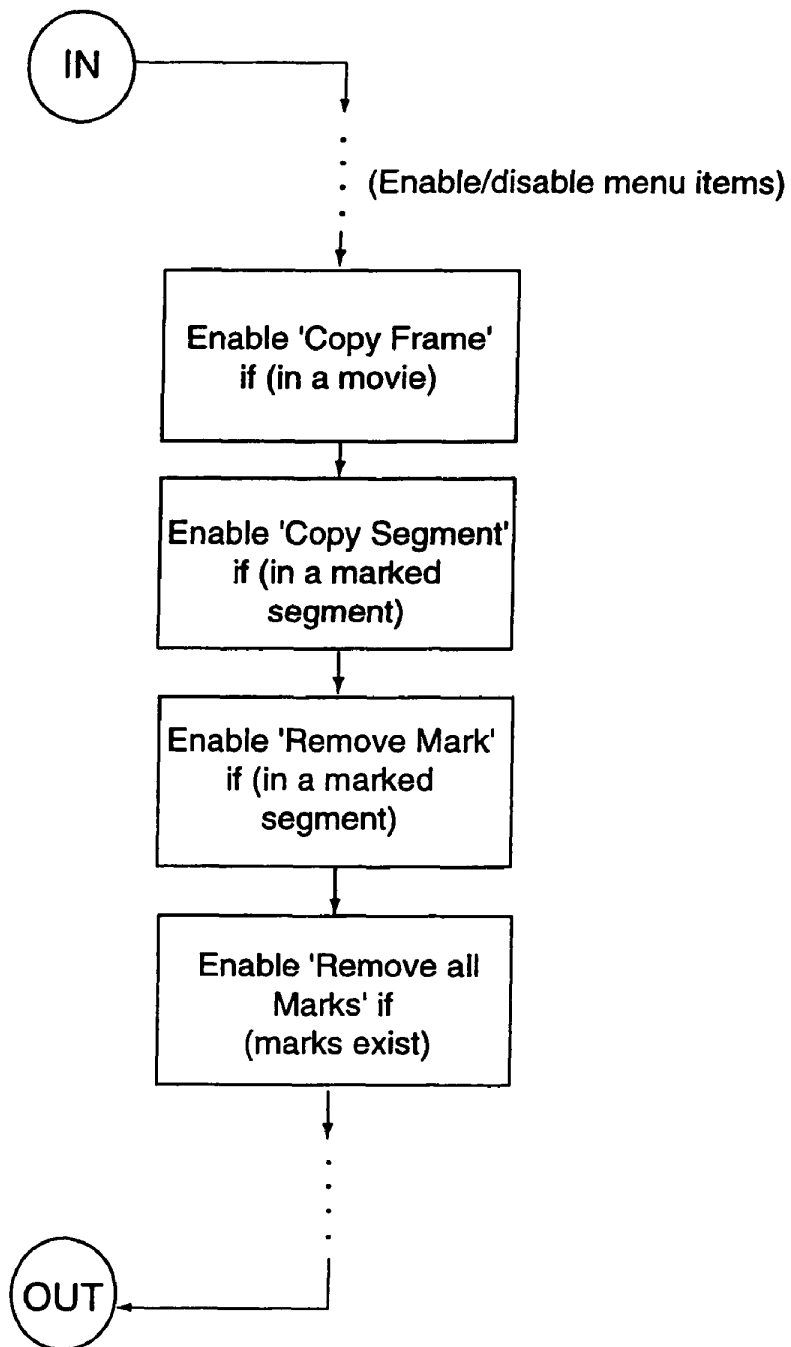 IN
(Enable/disable menu items)
Enable 'Copy Frame'
if (in a movie)
Enable 'Copy Segment'
if (in a marked
segment)
Enable 'Remove Mark'
if (in a marked
segment)
Enable 'Remove all
Marks' if
(marks exist)
OUT